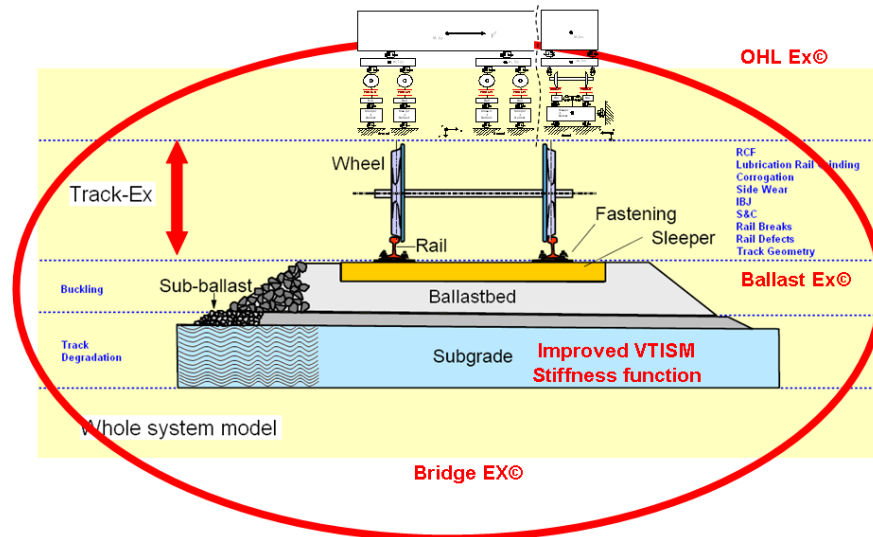 OHL Ex©
RCF
Lubrication Rail Grinding
Corrogation
Side Wear
IBJ
S&C
Rail Breaks
Rail Defects
Track Geometry
Wheel
Track-Ex
Fastening
Rail
Sleeper
Ballast Ex©
Sub-ballast
Buckling
Ballastbed
Track
Degradation
Subgrade
Improved VTISM
Stiffness function
Whole system model
Bridge EX©